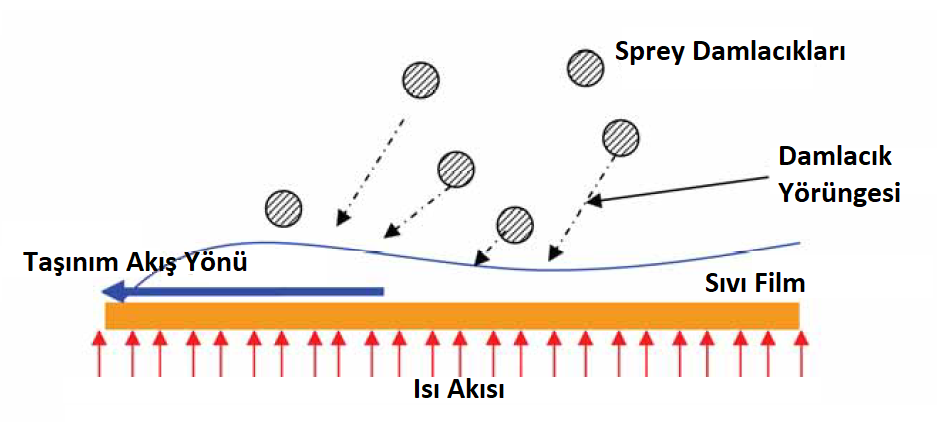 Sprey Damlacıkları
Damlacık
Yörüngesi
Taşınım Akış Yönü
Sıvı Film
Isı Akısı